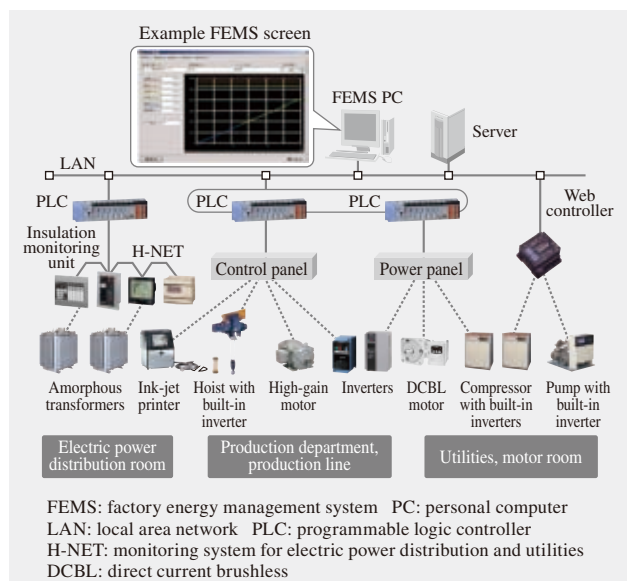 Example FEMS screen
FEMS PC
Server
LAN
PLC
PLC
PLC
Web
controller
Insulation
monitoring
unit
H-NET
Control panel
Power panel
Amorphous
transformers
Ink-jet
printer
Hoist with
built-in
inverter
High-gain
motor
Inverters
DCBL
motor
Compressor
with built-in
inverters
Pump with
built-in
inverter
Electric power
distribution room
Production department,
production line
Utilities, motor room
FEMS: factory energy management system PC: personal computer
LAN: local area network PLC: programmable logic controller
H-NET: monitoring system for electric power distribution and utilities
DCBL: direct current brushless